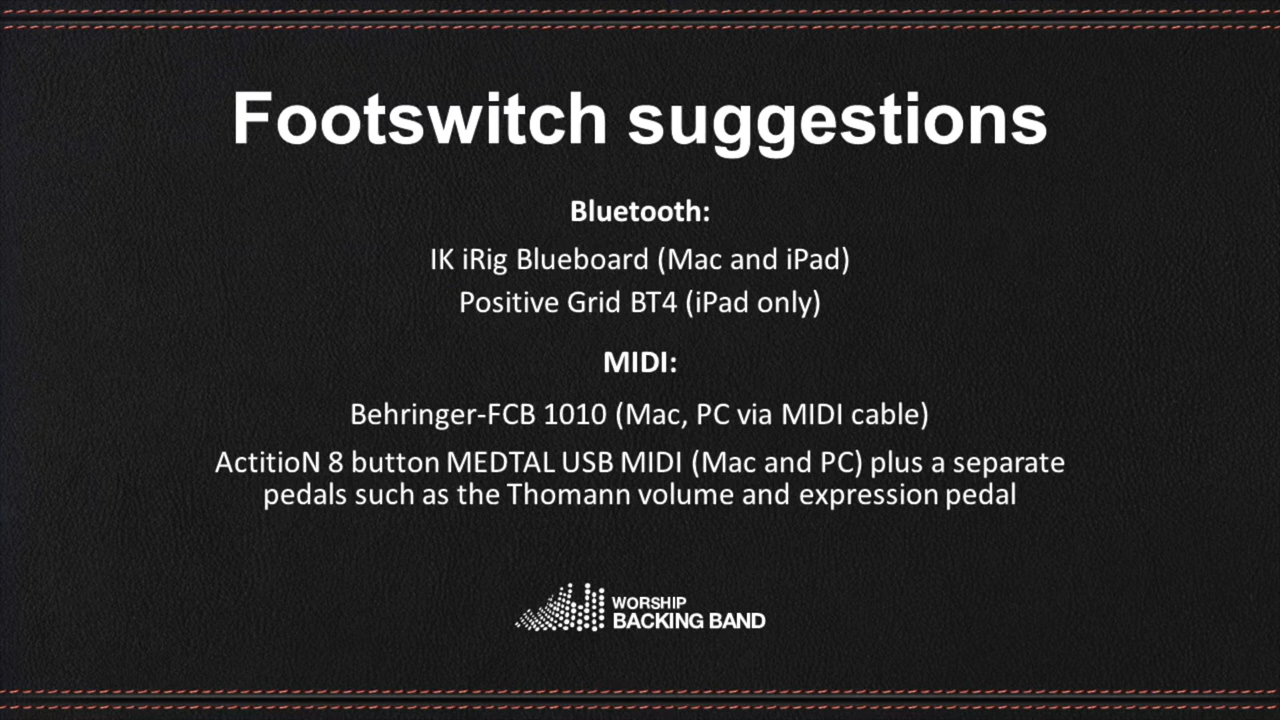 Footswitch suggestions
Bluetooth:
IK iRig Blueboard (Mac and iPad)
Positive Grid BT4 (iPad only)
MIDI:
Behringer-FCB 1010 (Mac, PC via MIDI cable)
ActitioN 8 button MEDTAL USB MIDI (Mac and PC) plus a separate
pedals such as the Thomann volume and expression pedal
WORSHIP
BACKING BAND